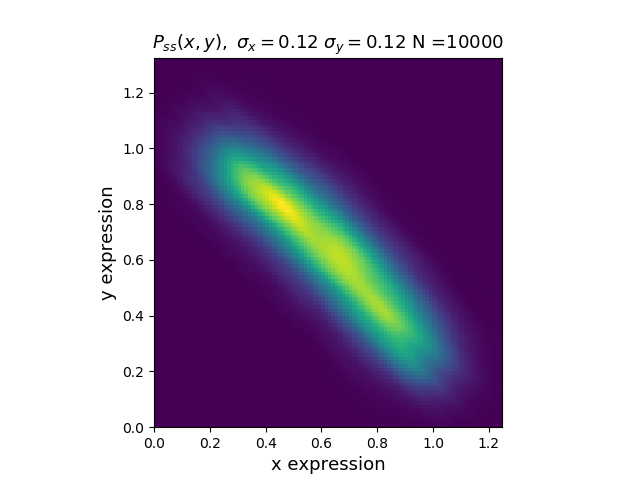 P_ss(x, y), σ_x = 0.12 σ_y = 0.12 N =10000
1.2
1.0
0.8
0.6
0.4
0.2
0.0
y expression
0.0 0.2 0.4 0.6 0.8 1.0 1.2
x expression